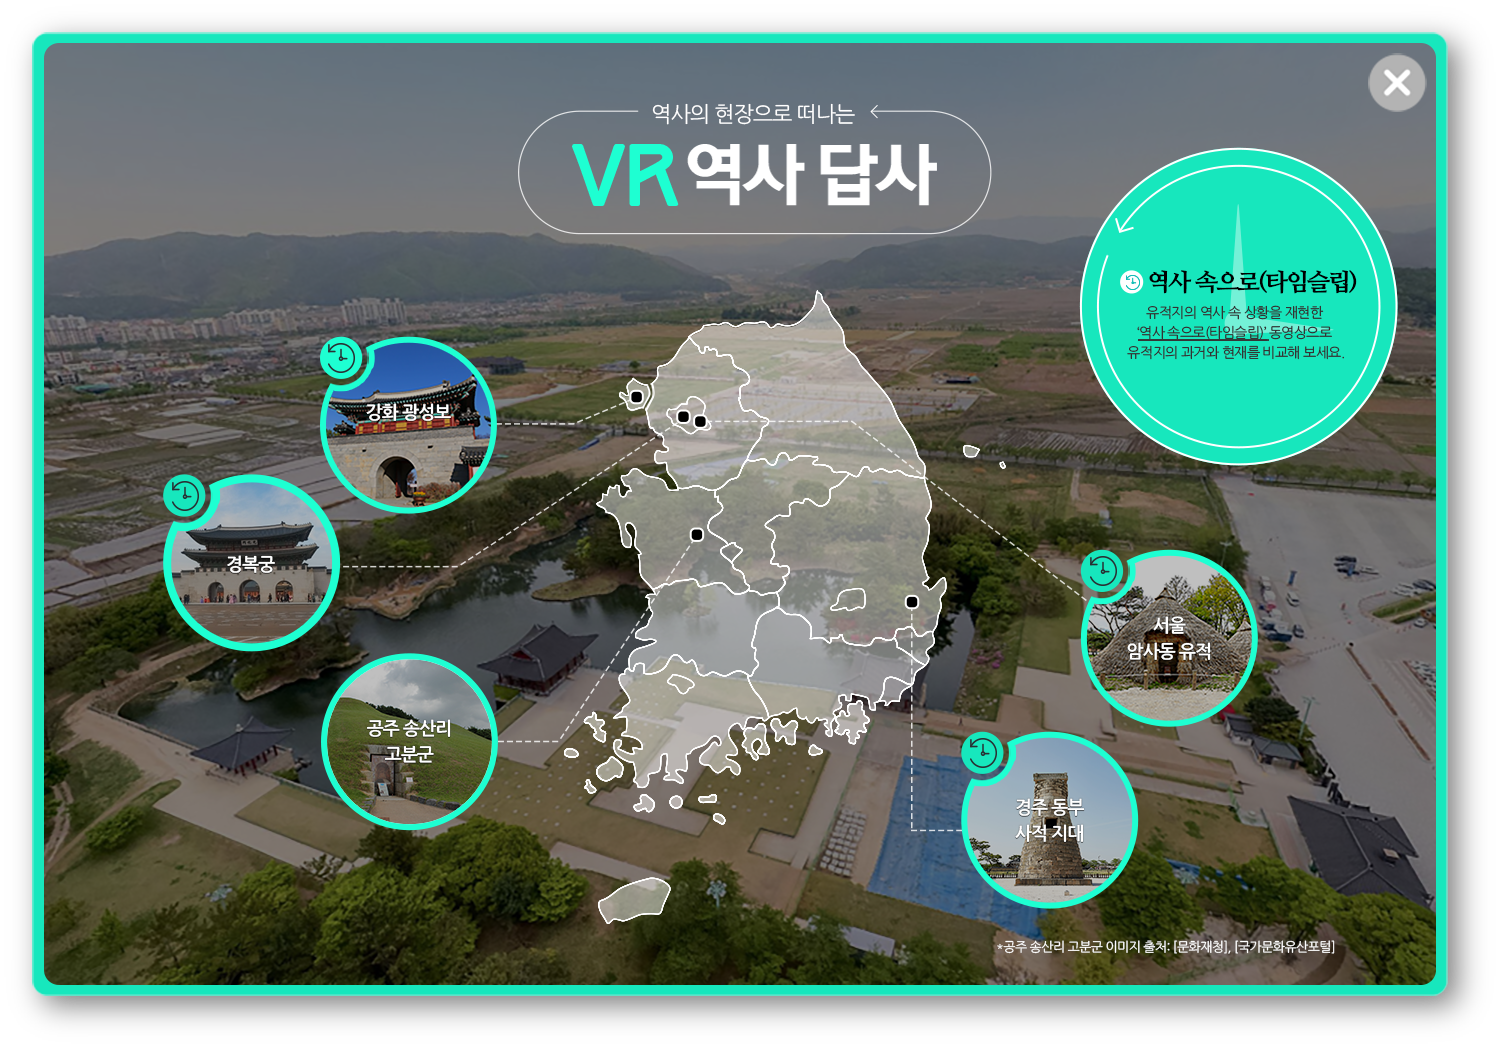 역사의 현장으로 떠나는
VR 역사 답사
역사 속으로(타임슬립)
유적지의 역사 속 상황을 재현한
‘역사 속으로(타임슬립)’ 동영상으로
유적지의 과거와 현재를 비교해 보세요.
강화 광성보
경복궁
공주 송산리
고분군
서울
암사동 유적
경주 동부
사적 지대
*공주 송산리 고분군 이미지 출처: [문화재청], [국가문화유산포털]